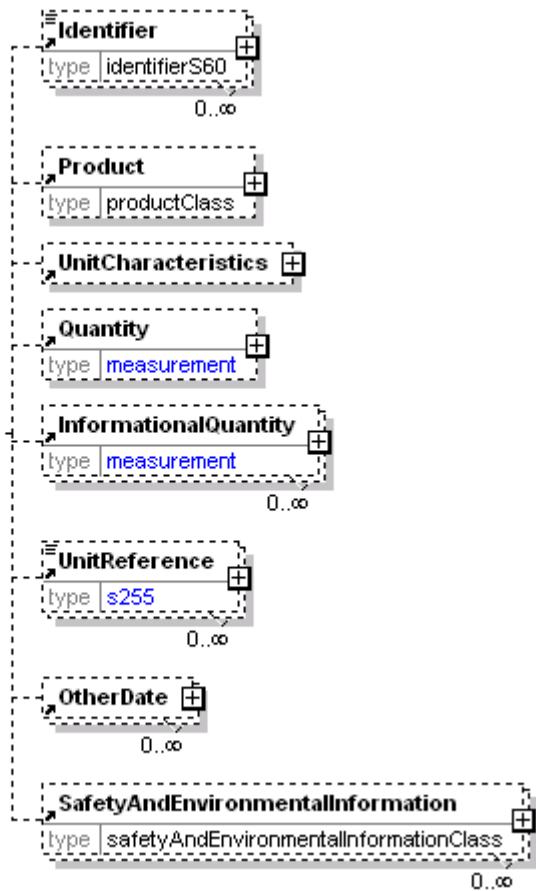 Identifier
type identifierS60
0..∞
Product
type productClass
UnitCharacteristics
Quantity
type measurement
InformationalQuantity
type measurement
0..∞
UnitReference
type s255
0..∞
OtherDate
0..∞
SafetyAndEnvironmentalInformation
type safetyAndEnvironmentalInformationClass
0..∞